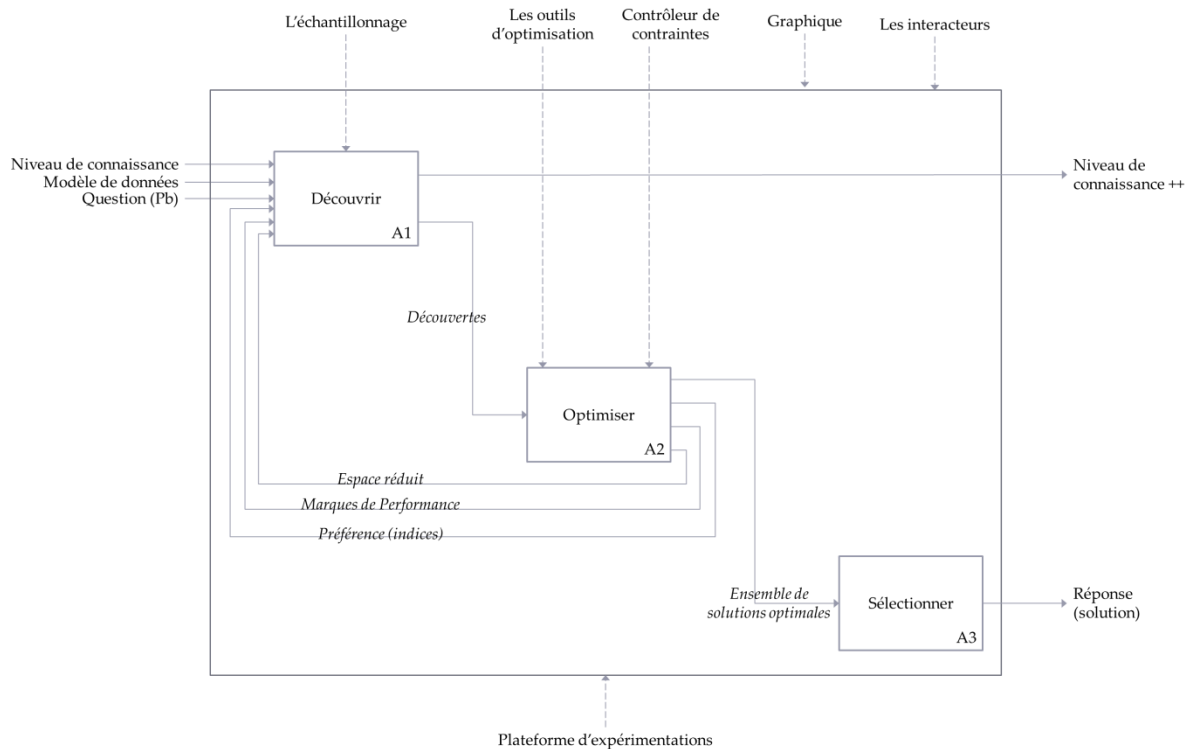 L'échantillonnage
Les outils
d'optimisation
Contrôleur de
contraintes
Graphique
Les interacteurs
Niveau de connaissance
Modèle de données
Question (Pb)
Découvrir
A1
Niveau de
connaissance ++
Découvertes
Optimiser
A2
Espace réduit
Marques de Performance
Préférence (indices)
Ensemble de
solutions optimales
Sélectionner
A3
Réponse
(solution)
Plateforme d'expérimentations